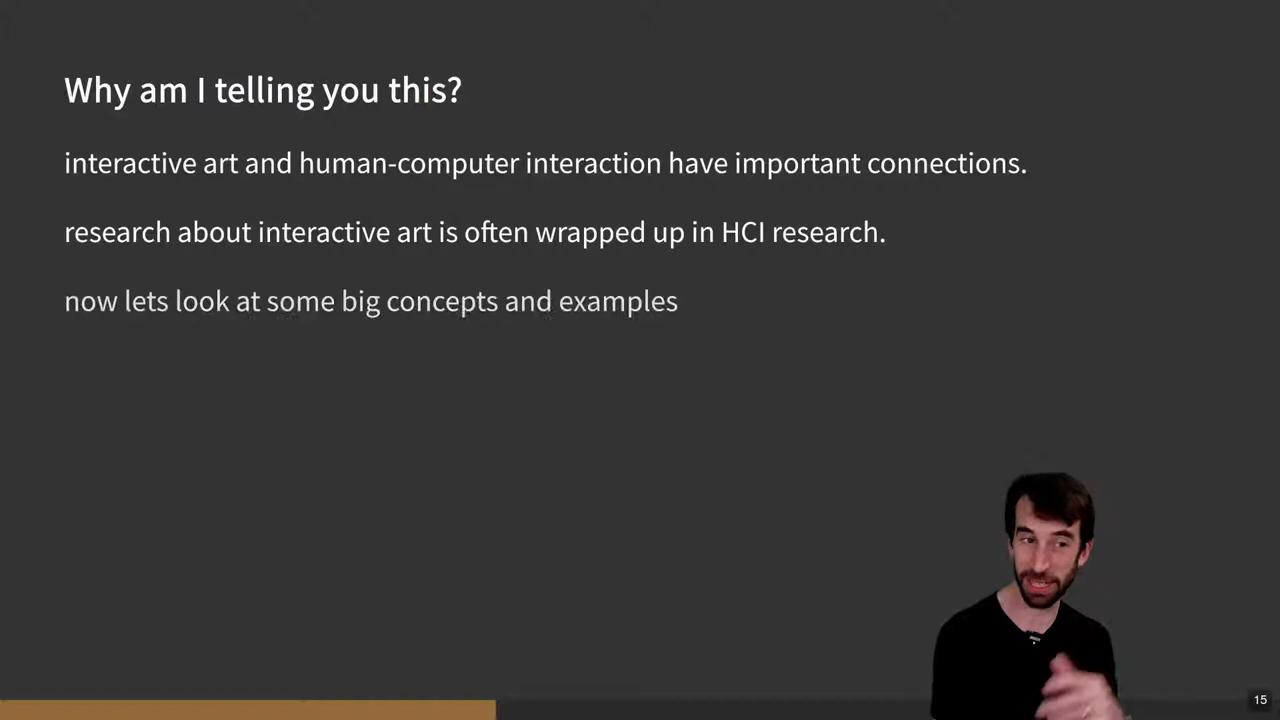 Why am I telling you this?
interactive art and human-computer interaction have important connections.
research about interactive art is often wrapped up in HCI research.
now lets look at some big concepts and examples
15